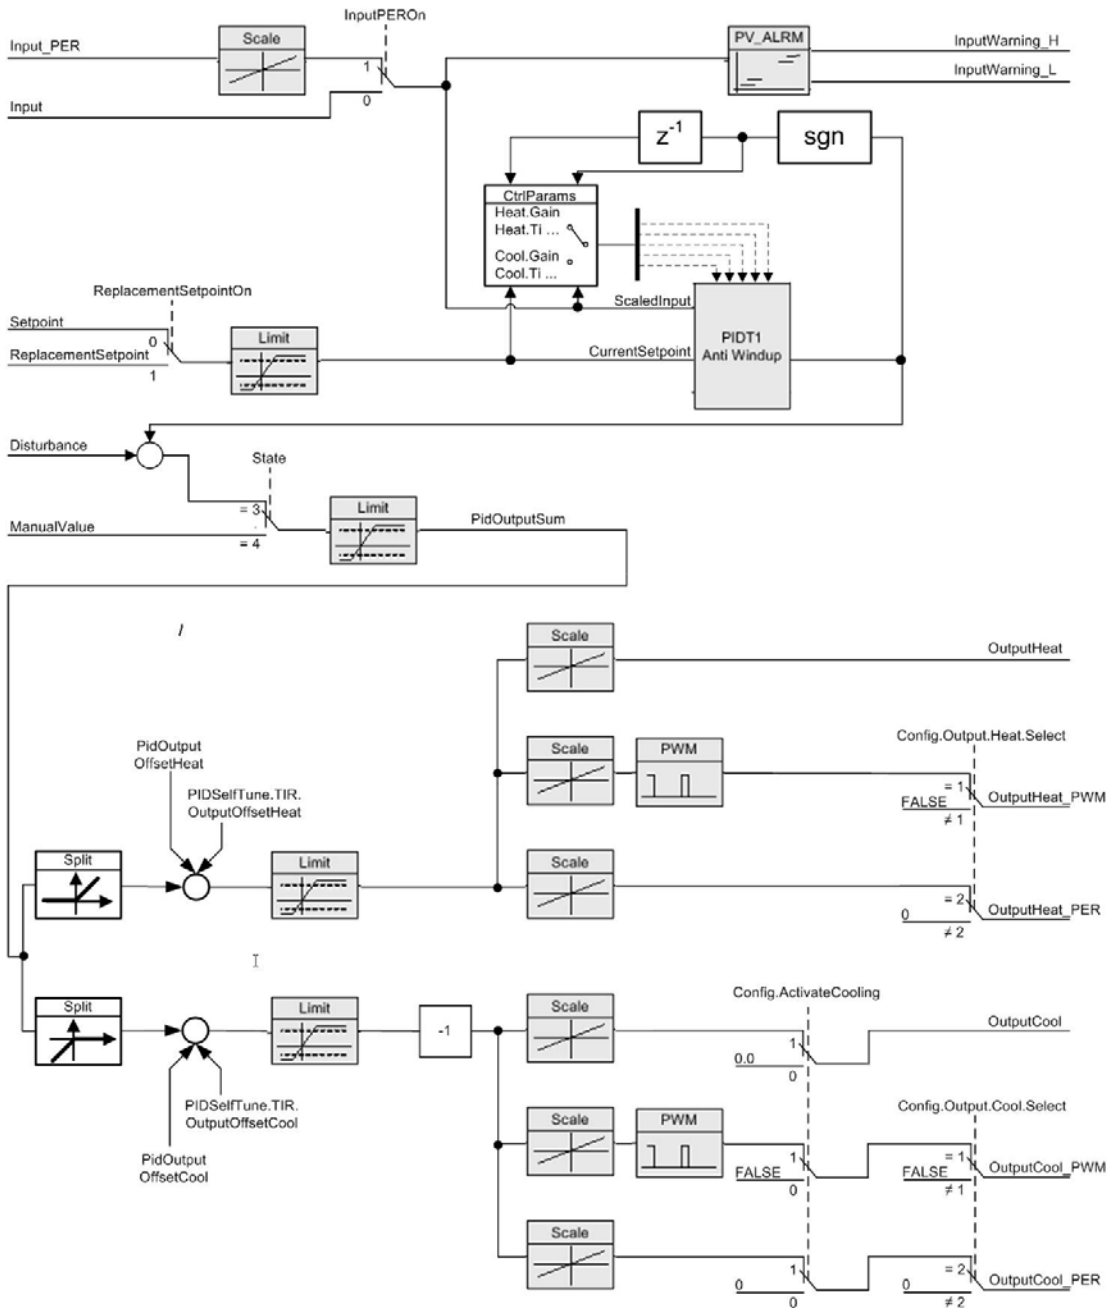 InputPEROn
Input_PER
Scale
1
0
Input
PV_ALRM
InputWarning_H
InputWarning_L
z-1
sgn
CtrlParams
Heat.Gain
Heat.Ti ...
Cool.Gain
Cool.Ti ...
ReplacementSetpointOn
Setpoint
0
ReplacementSetpoint
1
Limit
ScaledInput
CurrentSetpoint
PIDT1
Anti Windup
Disturbance
State
= 3
ManualValue
= 4
Limit
PidOutputSum
Scale
OutputHeat
PidOutput
OffsetHeat
PIDSelfTune.TIR.
OutputOffsetHeat
Scale
PWM
Config.Output.Heat.Select
= 1
FALSE
≠ 1
OutputHeat_PWM
Split
Limit
Scale
= 2
0
≠ 2
OutputHeat_PER
Split
Limit
-1
Scale
Config.ActivateCooling
1
0.0
0
OutputCool
PIDSelfTune.TIR.
OutputOffsetCool
PidOutput
OffsetCool
Scale
PWM
1
FALSE
0
Config.Output.Cool.Select
= 1
FALSE
≠ 1
OutputCool_PWM
Scale
1
0
0
= 2
0
≠ 2
OutputCool_PER